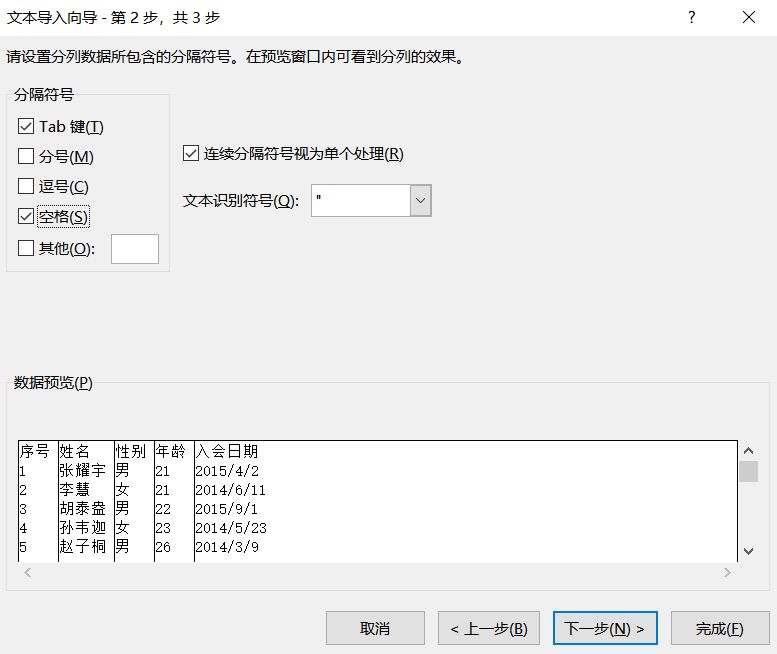 文本导入向导 - 第 2 步，共 3 步 ?
请设置分列数据所包含的分隔符号。在预览窗口内可看到分列的效果。
分隔符号
Tab 键(T)
分号(M)
逗号(C)
空格(S)
其他(O):
连续分隔符号视为单个处理(R)
文本识别符号(Q): "
数据预览(P)
序号 姓名 性别 年龄 入会日期
1 张耀宇 男 21 2015/4/2
2 李慧 女 21 2014/6/11
3 胡泰盎 男 22 2015/9/1
4 孙韦迦 女 23 2014/5/23
5 赵子桐 男 26 2014/3/9
取消 < 上一步(B) 下一步(N) > 完成(F)